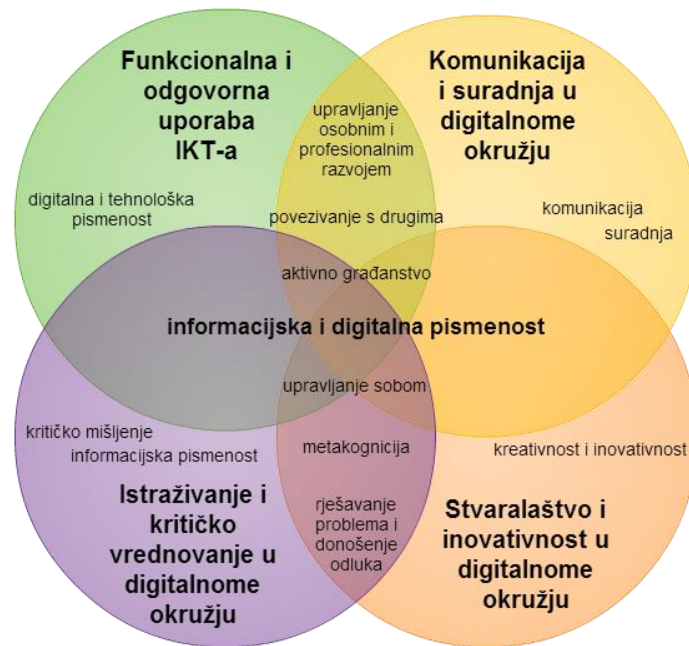 Funkcionalna i
odgovorna
uporaba
IKT-a
Komunikacija
i suradnja u
digitalnome
okružju
upravljanje
osobnim i
profesionalnim
razvojem
digitalna i tehnološka
pismenost
povezivanje s drugima
komunikacija
suradnja
aktivno građanstvo
informacijska i digitalna pismenost
upravljanje sobom
kritičko mišljenje
informacijska pismenost
metakognicija
kreativnost i inovativnost
Istraživanje i
kritičko
vrednovanje u
digitalnome
okružju
rješavanje
problema i
donošenje
odluka
Stvaralaštvo i
inovativnost u
digitalnome
okružju